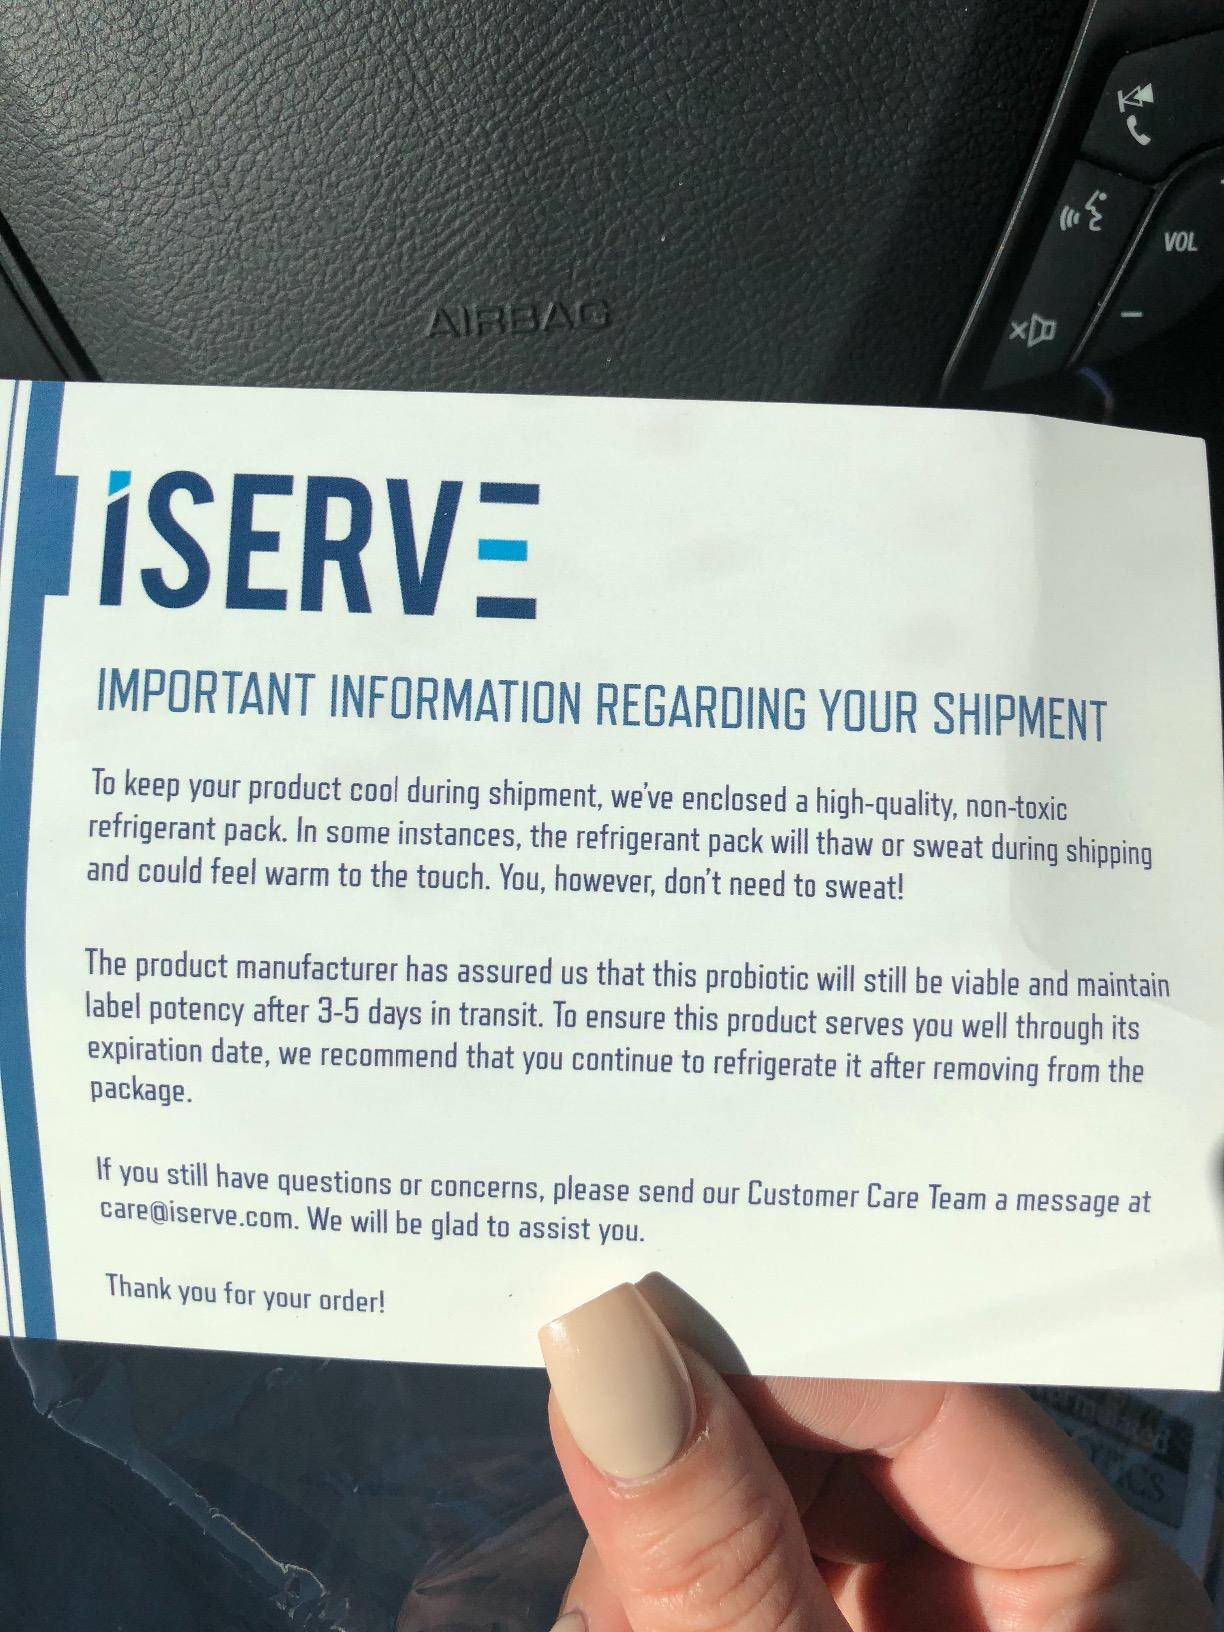 VOL
AIRBAG
iSERVE
IMPORTANT INFORMATION REGARDING YOUR SHIPMENT
To keep your product cool during shipment, we've enclosed a high-quality, non-toxic
refrigerant pack. In some instances, the refrigerant pack will thaw or sweat during shipping
and could feel warm to the touch. You, however, don't need to sweat!
The product manufacturer has assured us that this probiotic will still be viable and maintain
label potency after 3-5 days in transit. To ensure this product serves you well through its
expiration date, we recommend that you continue to refrigerate it after removing from the
package.
If you still have questions or concerns, please send our Customer Care Team a message at
care@iserve.com. We will be glad to assist you.
Thank you for your order!